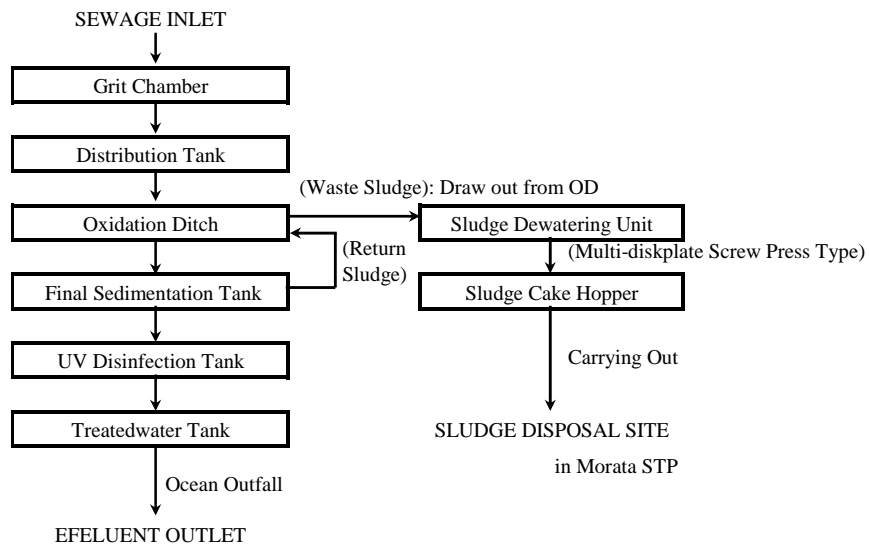 SEWAGE INLET
Grit Chamber
Distribution Tank
(Waste Sludge): Draw out from OD
Oxidation Ditch
Sludge Dewatering Unit
(Return
Sludge)
(Multi-diskplate Screw Press Type)
Final Sedimentation Tank
Sludge Cake Hopper
UV Disinfection Tank
Carrying Out
Treatedwater Tank
SLUDGE DISPOSAL SITE
in Morata STP
Ocean Outfall
EFELUENT OUTLET